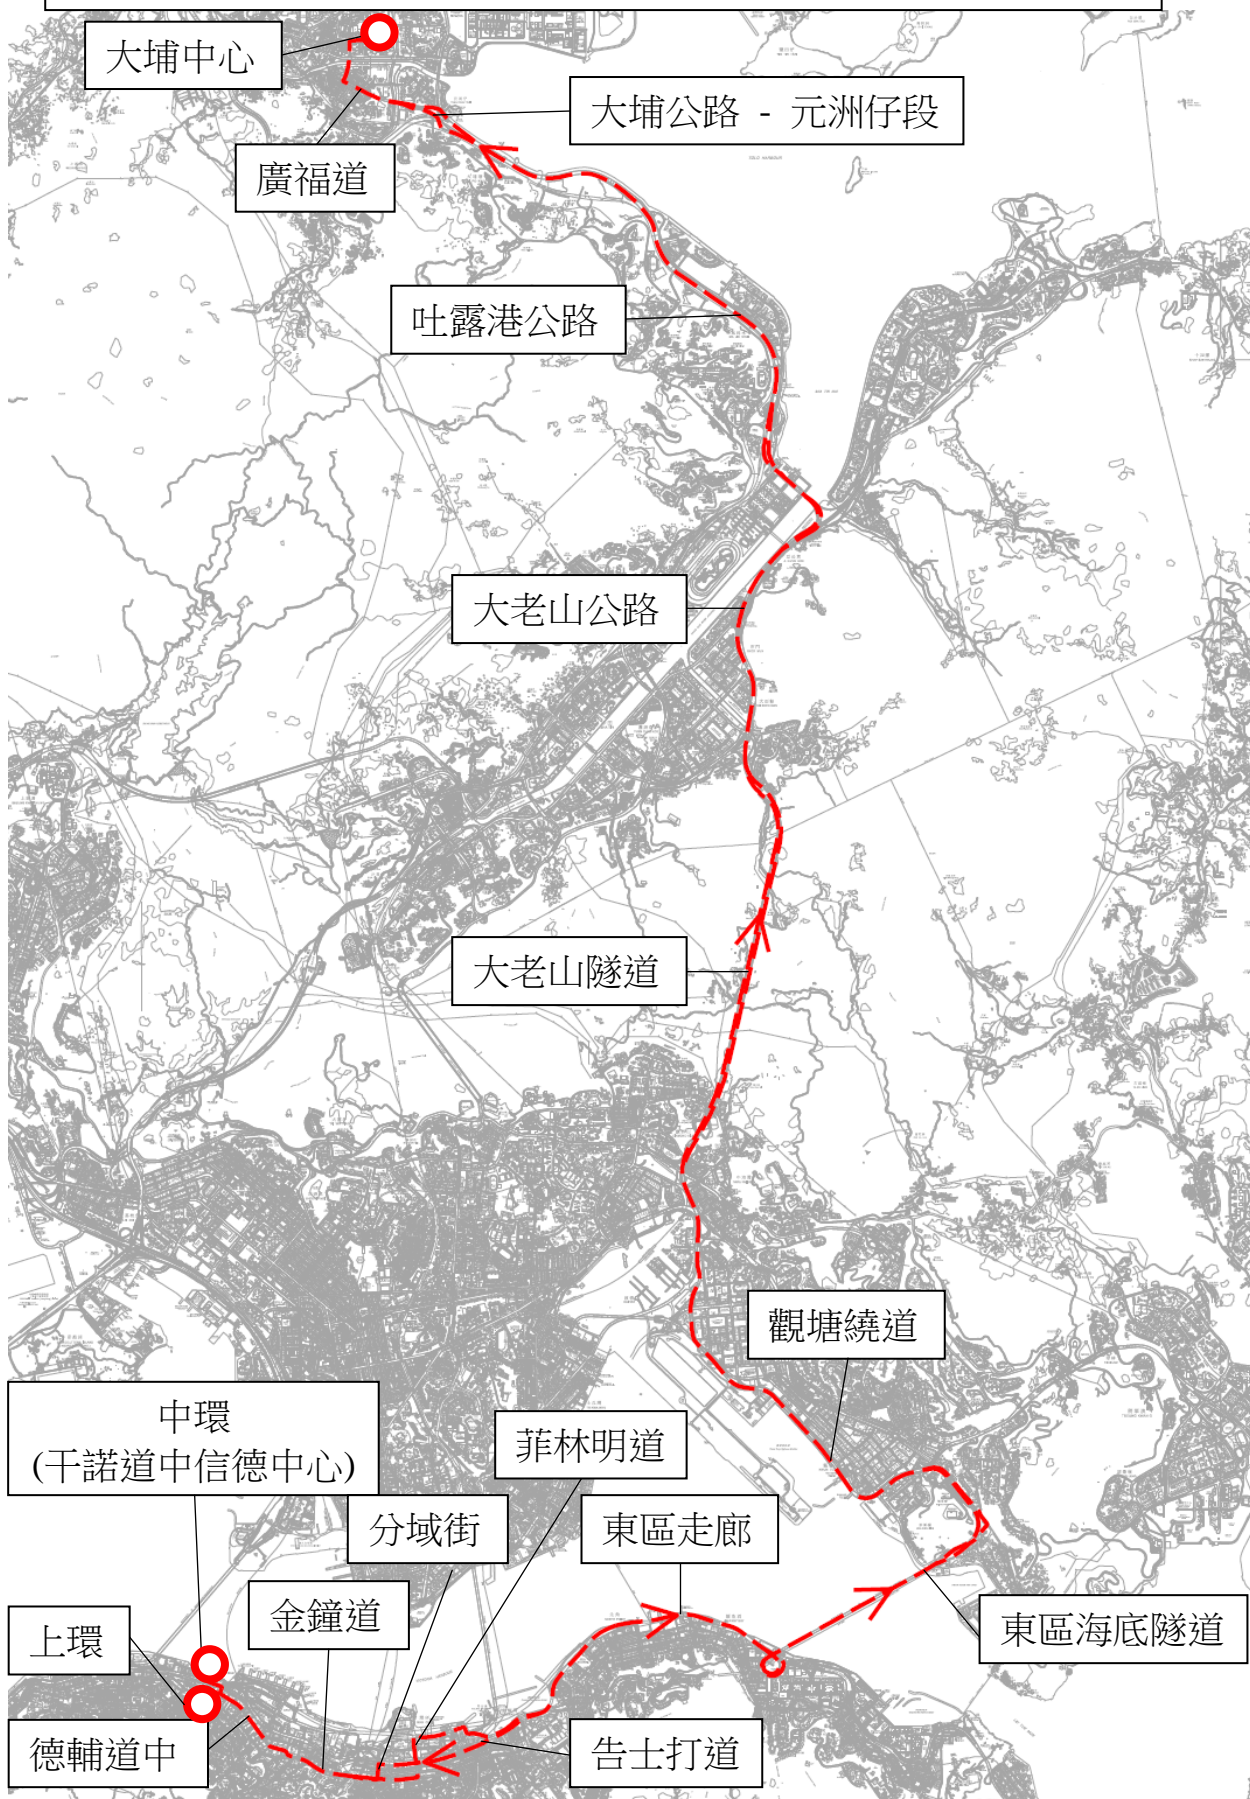 大埔中心
大埔公路 - 元洲仔段
廣福道
吐露港公路
大老山公路
大老山隧道
觀塘繞道
中環
(干諾道中信德中心)
菲林明道
分域街
東區走廊
金鐘道
上環
東區海底隧道
德輔道中
告士打道